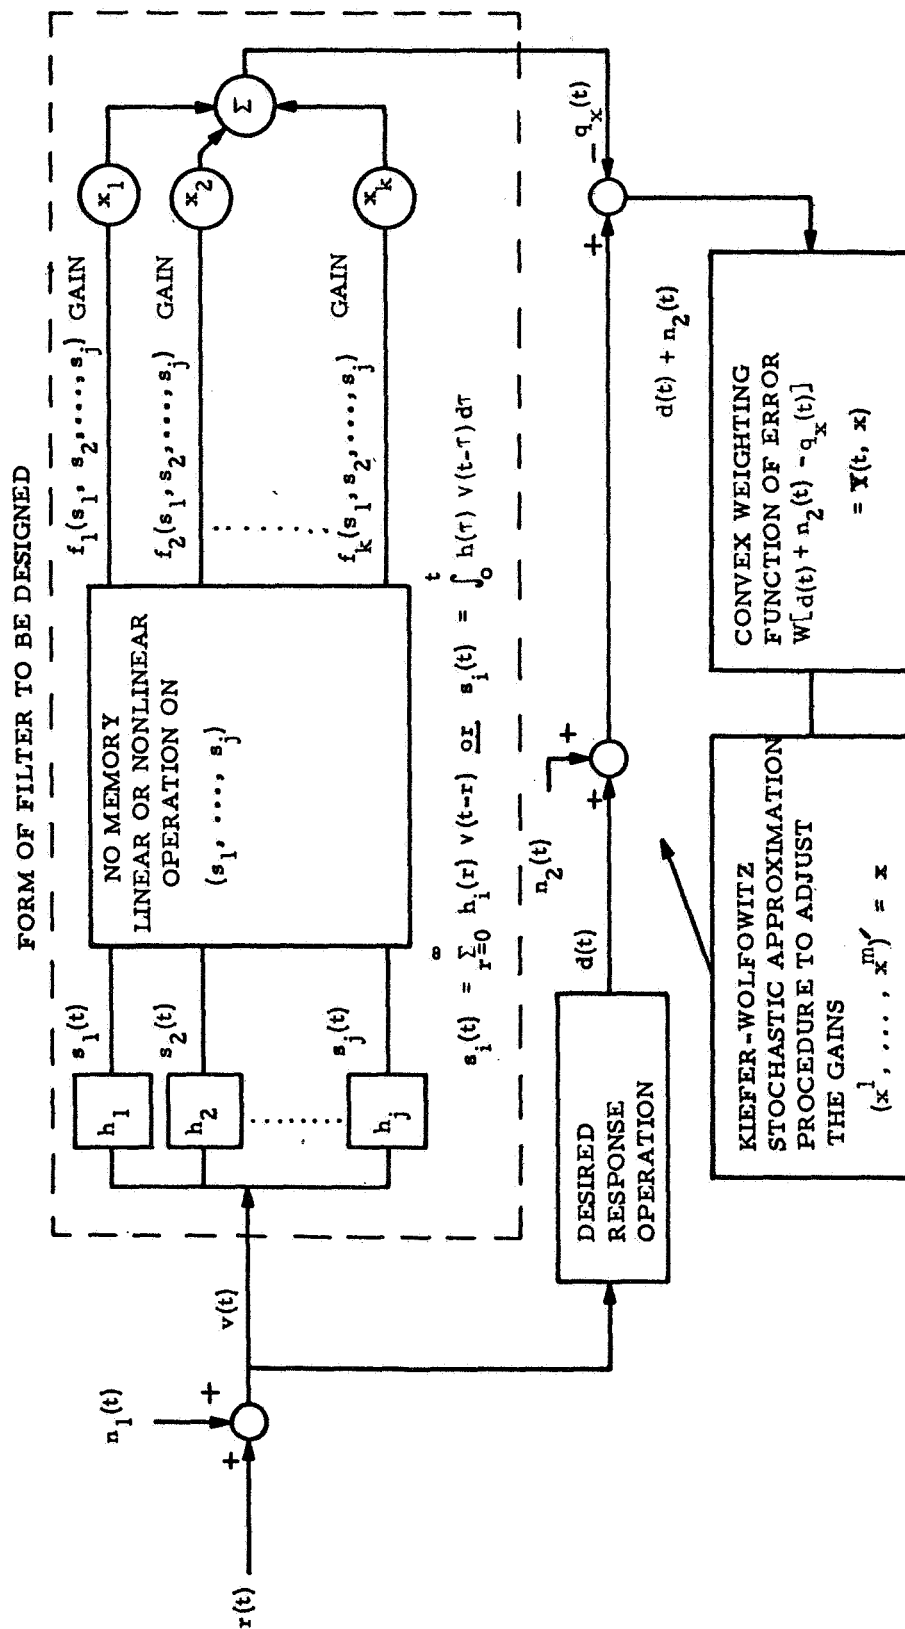 FORM OF FILTER TO BE DESIGNED
r(t)
+
n₁(t)
+
v(t)
h₁
h₂
hⱼ
s₁(t)
s₂(t)
sⱼ(t)
NO MEMORY
LINEAR OR NONLINEAR
OPERATION ON
(s₁, ..., sⱼ)
f₁(s₁, s₂,...,sⱼ) GAIN
f₂(s₁, s₂,...,sⱼ) GAIN
fₖ(s₁, s₂,...,sⱼ) GAIN
x₁
x₂
xₖ
Σ
sᵢ(t) = Σ_{r=0}^{∞} hᵢ(r) v(t-r) or sᵢ(t) = ∫₀ᵗ h(τ) v(t-τ) dτ
DESIRED
RESPONSE
OPERATION
d(t)
+
n₂(t)
+
+
− qₓ(t)
d(t) + n₂(t)
CONVEX WEIGHTING
FUNCTION OF ERROR
W[d(t) + n₂(t) - qₓ(t)]
= Y(t, x)
KIEFER-WOLFOWITZ
STOCHASTIC APPROXIMATION
PROCEDURE TO ADJUST
THE GAINS
(x¹, ..., xᵐ)′ = x